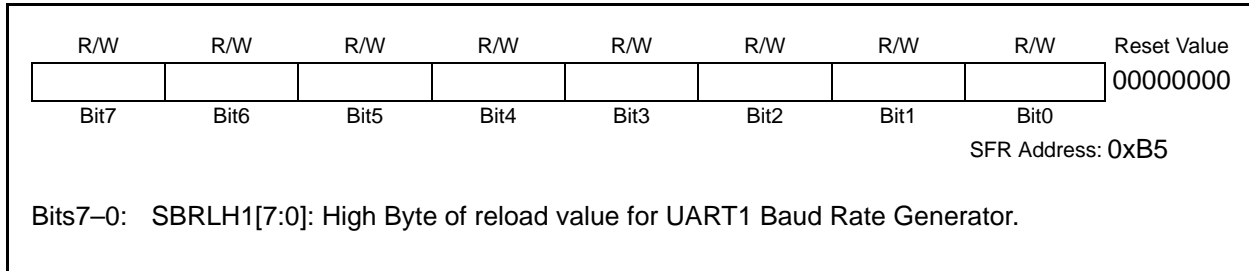 R/W R/W R/W R/W R/W R/W R/W R/W Reset Value
00000000
Bit7 Bit6 Bit5 Bit4 Bit3 Bit2 Bit1 Bit0
SFR Address: 0xB5
Bits7–0: SBRLH1[7:0]: High Byte of reload value for UART1 Baud Rate Generator.